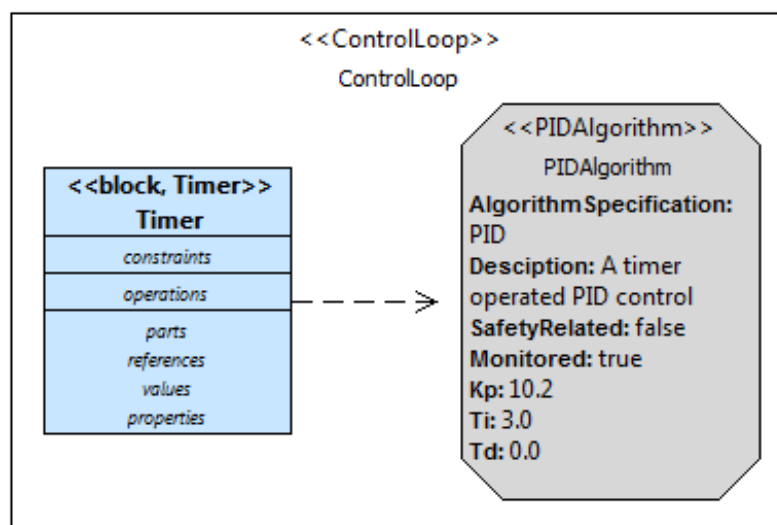 <<ControlLoop>>
ControlLoop
<<block, Timer>>
Timer
constraints
operations
parts
references
values
properties
<<PIDAlgorithm>>
PIDAlgorithm
AlgorithmSpecification:
PID
Desciption: A timer
operated PID control
SafetyRelated: false
Monitored: true
Kp: 10.2
Ti: 3.0
Td: 0.0